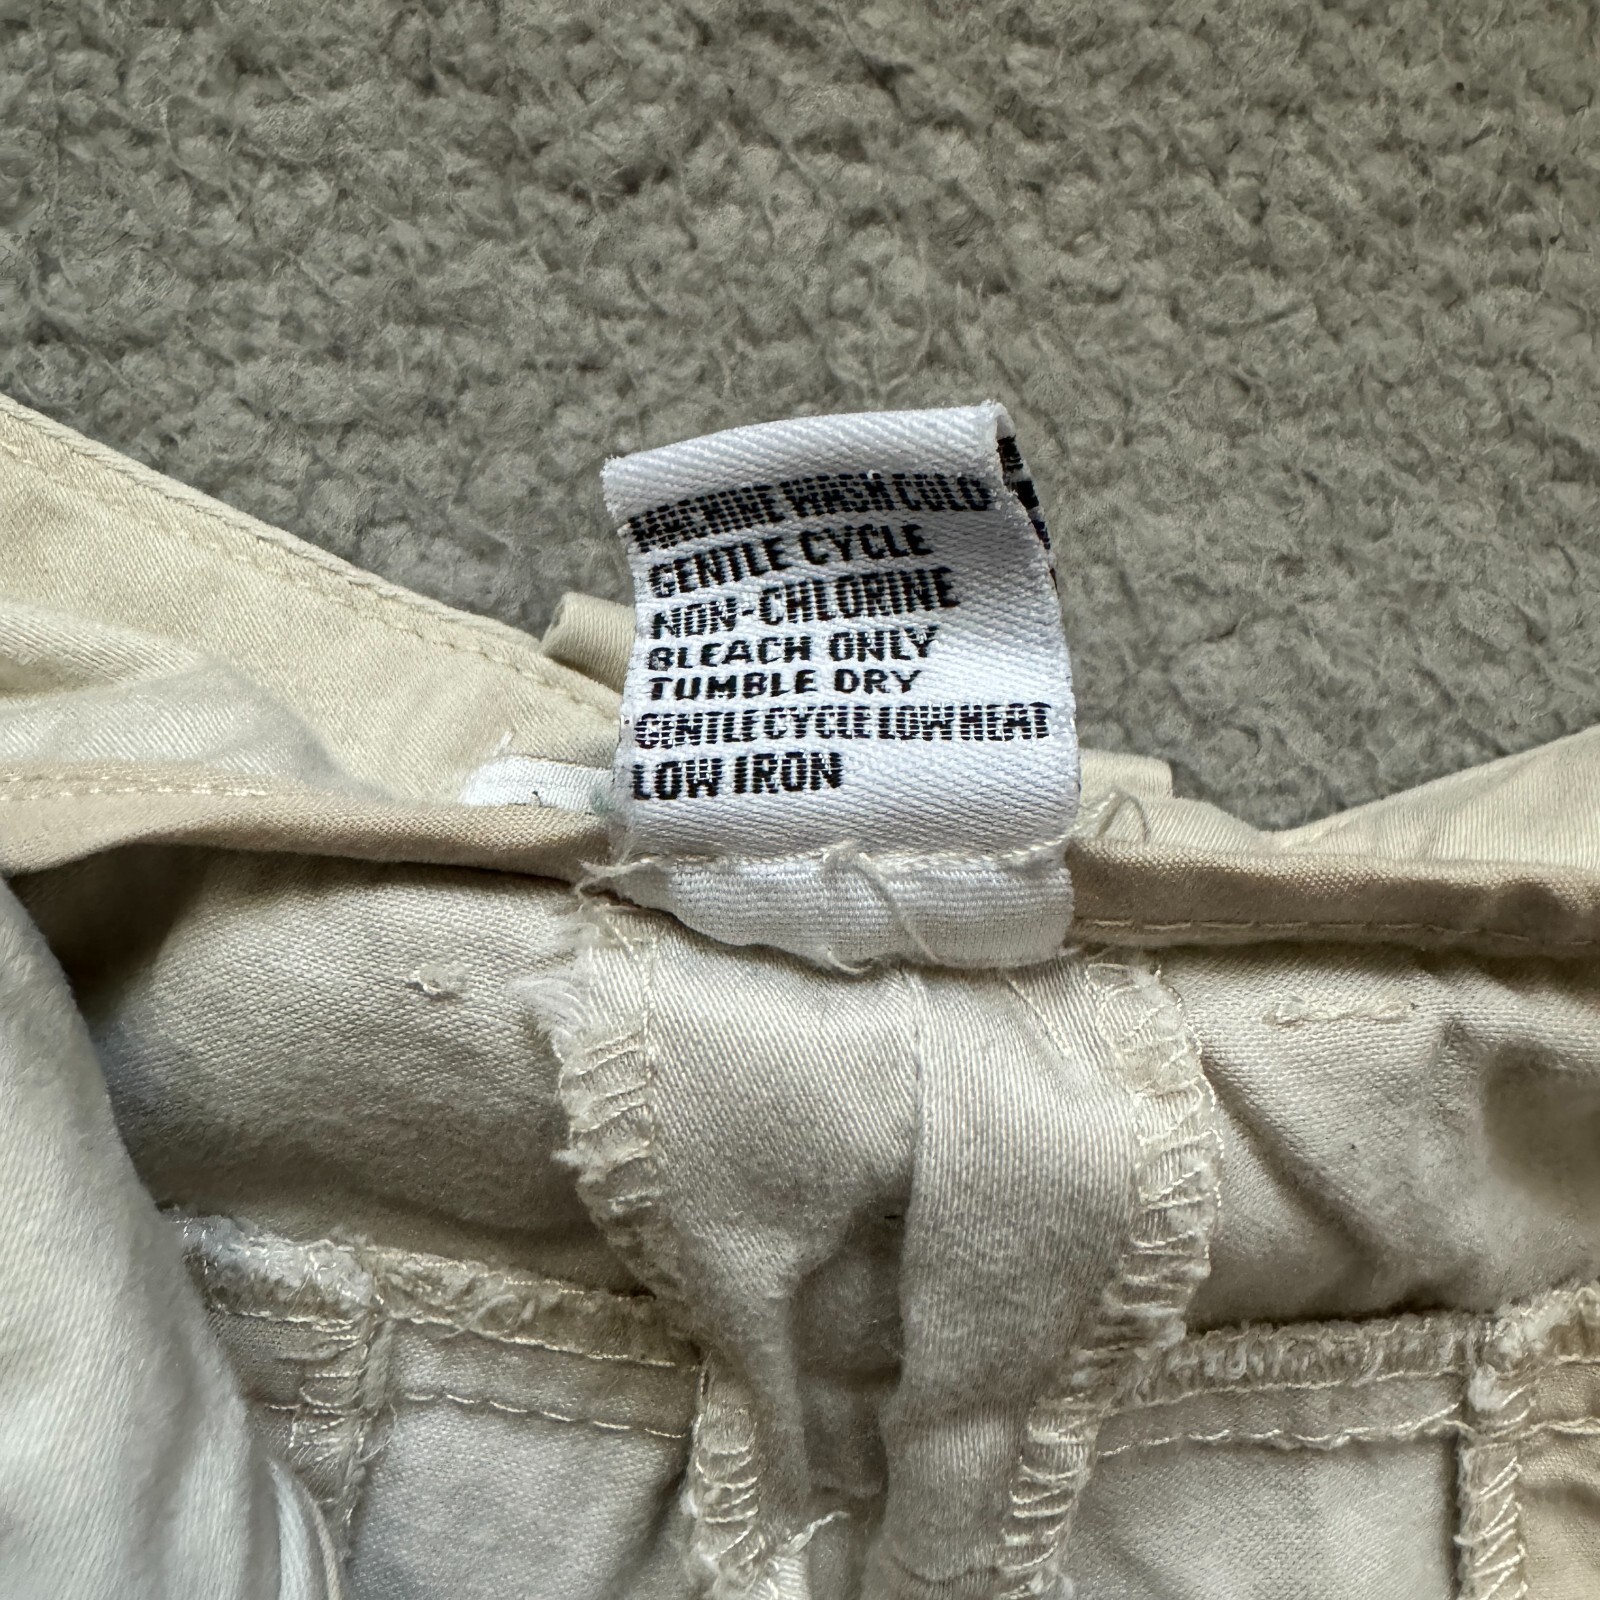 MACHINE WASH COLD
GENTLE CYCLE
NON-CHLORINE
BLEACH ONLY
TUMBLE DRY
GENTLE CYCLE LOW HEAT
LOW IRON